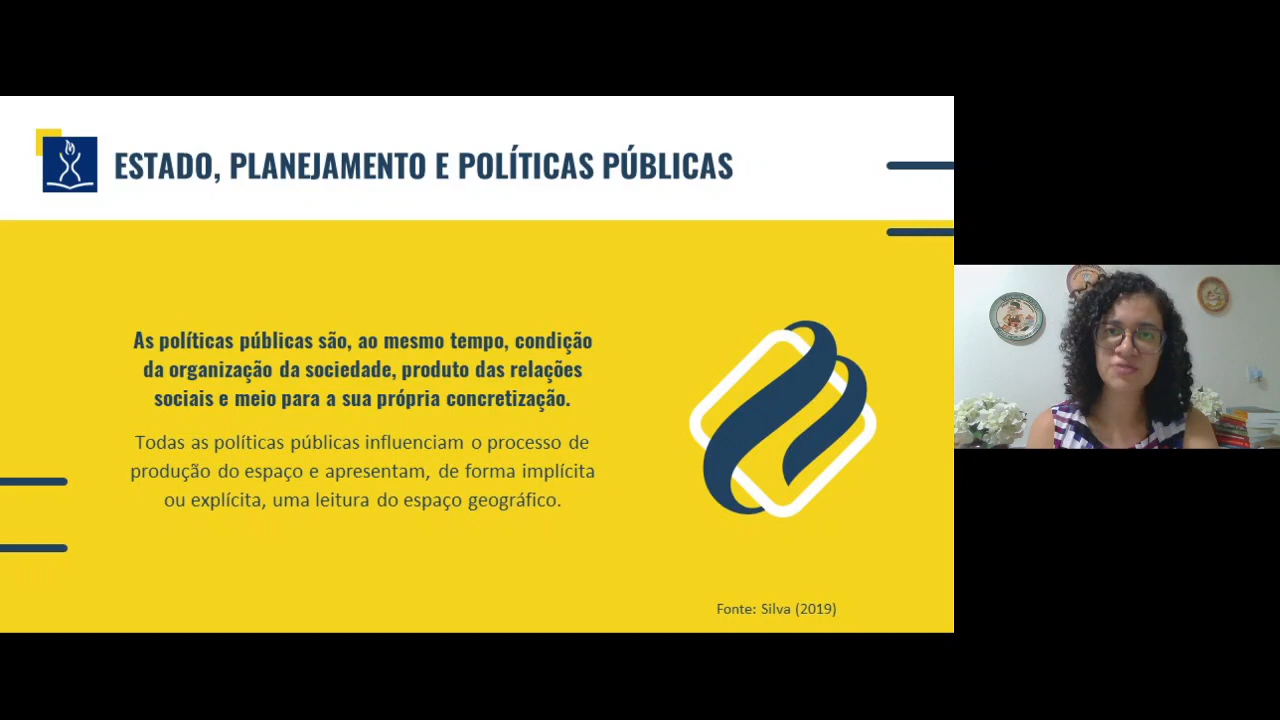 ESTADO, PLANEJAMENTO E POLÍTICAS PÚBLICAS
As políticas públicas são, ao mesmo tempo, condição
da organização da sociedade, produto das relações
sociais e meio para a sua própria concretização.
Todas as políticas públicas influenciam o processo de
produção do espaço e apresentam, de forma implícita
ou explícita, uma leitura do espaço geográfico.
Fonte: Silva (2019)